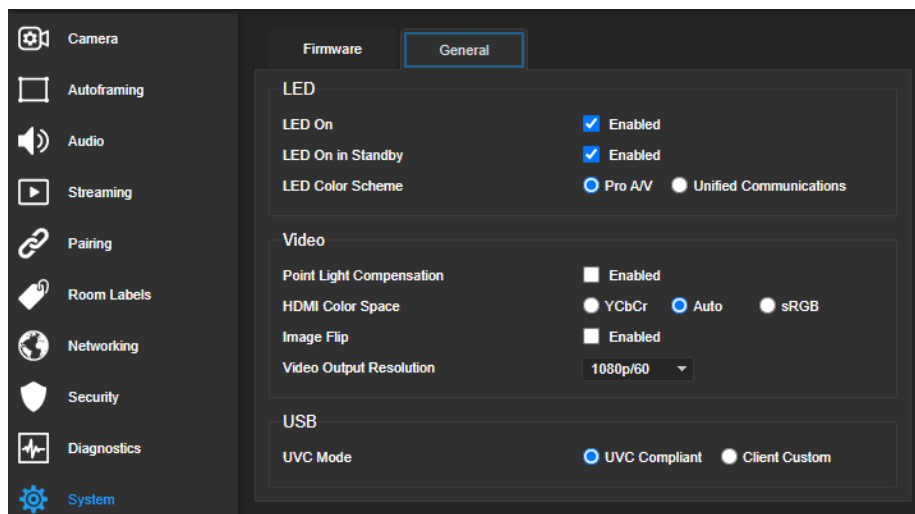 Camera
Autoframing
Audio
Streaming
Pairing
Room Labels
Networking
Security
Diagnostics
System
Firmware General
LED
LED On Enabled
LED On in Standby Enabled
LED Color Scheme Pro A/V Unified Communications
Video
Point Light Compensation Enabled
HDMI Color Space YCbCr Auto sRGB
Image Flip Enabled
Video Output Resolution 1080p/60
USB
UVC Mode UVC Compliant Client Custom